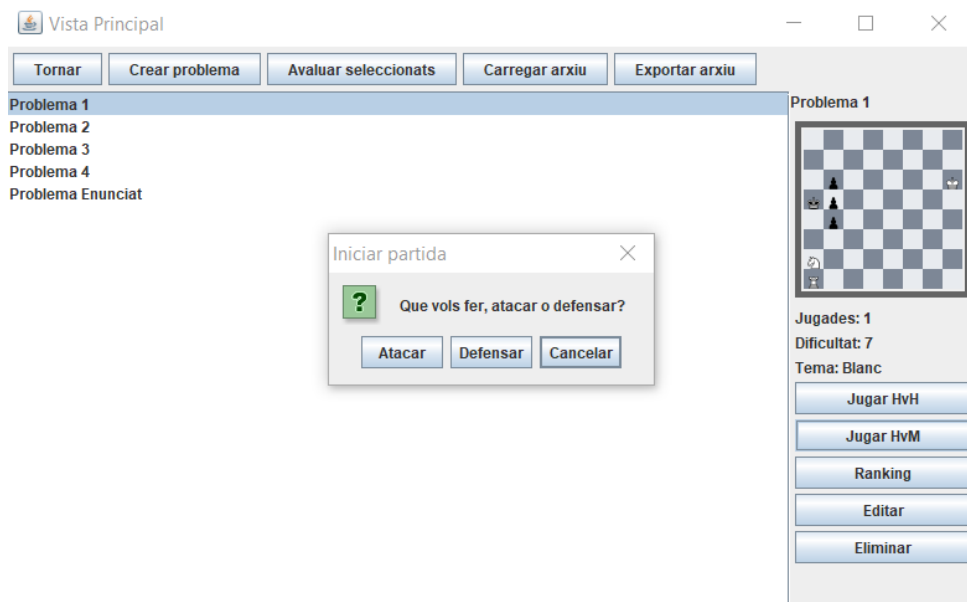 Vista Principal
Tornar Crear problema Avaluar seleccionats Carregar arxiu Exportar arxiu
Problema 1
Problema 2
Problema 3
Problema 4
Problema Enunciat
Iniciar partida
?
Que vols fer, atacar o defensar?
Atacar Defensar Cancelar
Problema 1
Jugades: 1
Dificultat: 7
Tema: Blanc
Jugar HvH
Jugar HvM
Ranking
Editar
Eliminar